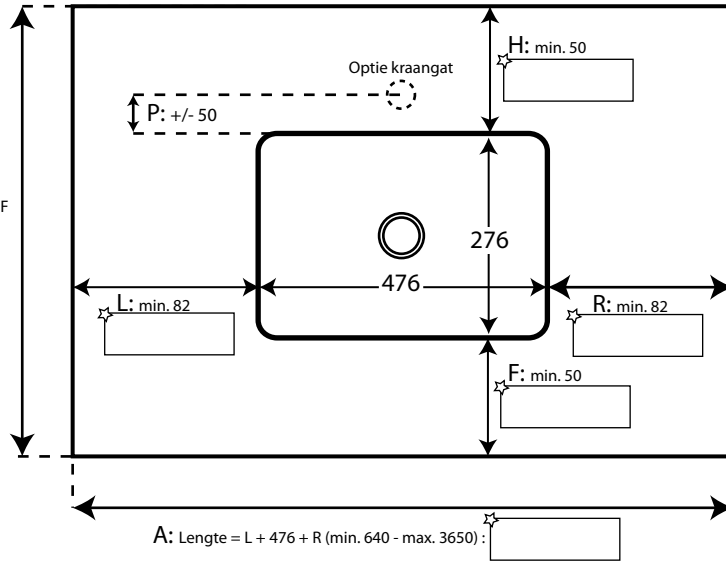 H: min. 50
Optie kraangat
P: +/- 50
F
276
476
L: min. 82
R: min. 82
F: min. 50
A: Lengte = L + 476 + R (min. 640 - max. 3650) :